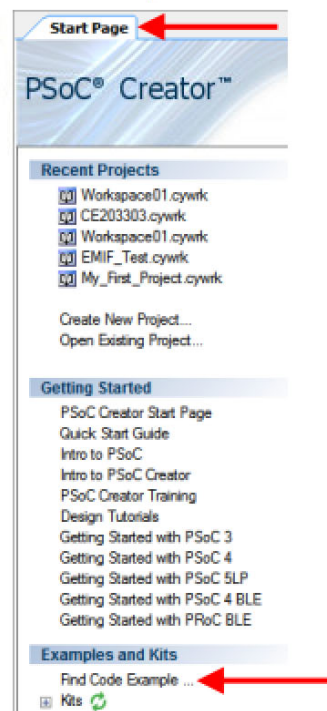 Start Page
PSoC® Creator™
Recent Projects
Workspace01.cywrk
CE203303.cywrk
Workspace01.cywrk
EMIF_Test.cywrk
My_First_Project.cywrk
Create New Project...
Open Existing Project...
Getting Started
PSoC Creator Start Page
Quick Start Guide
Intro to PSoC
Intro to PSoC Creator
PSoC Creator Training
Design Tutorials
Getting Started with PSoC 3
Getting Started with PSoC 4
Getting Started with PSoC 5LP
Getting Started with PSoC 4 BLE
Getting Started with PRoC BLE
Examples and Kits
Find Code Example ...
Kits